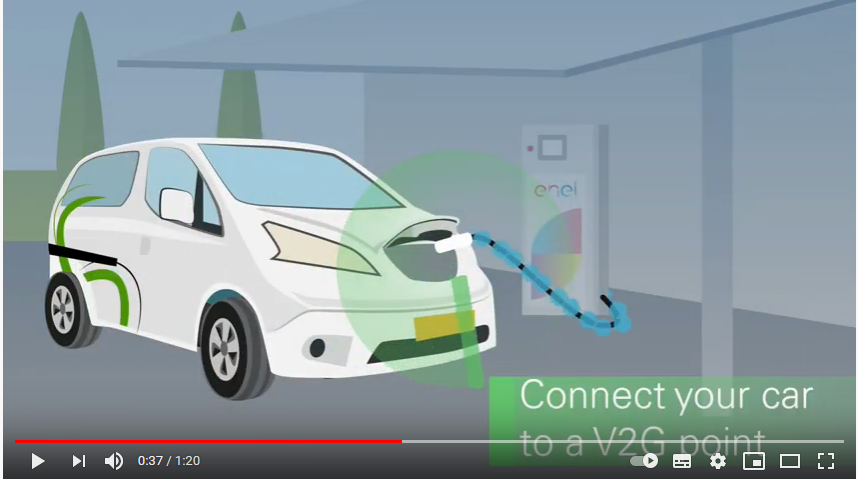 enel
Connect your car
to a V2G point
0:37 / 1:20